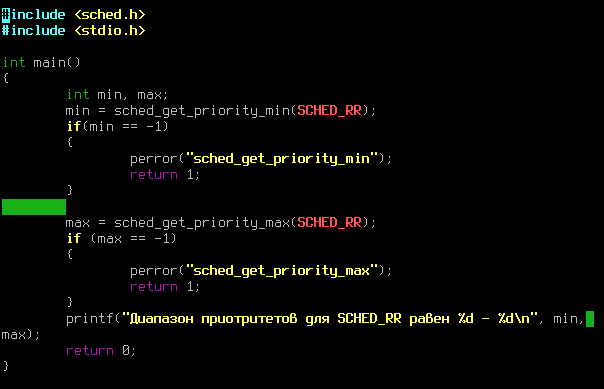 #include <sched.h>
#include <stdio.h>

int main()
{
        int min, max;
        min = sched_get_priority_min(SCHED_RR);
        if(min == -1)
        {
                perror("sched_get_priority_min");
                return 1;
        }

        max = sched_get_priority_max(SCHED_RR);
        if (max == -1)
        {
                perror("sched_get_priority_max");
                return 1;
        }
        printf("Диапазон приотритетов для SCHED_RR равен %d - %d\n", min,
max);
        return 0;
}